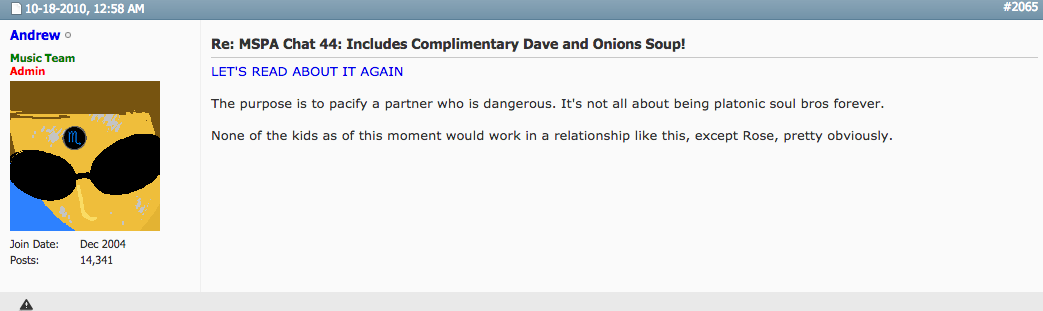 10-18-2010, 12:58 AM #2065
Andrew
Music Team
Admin
♏
Join Date: Dec 2004
Posts: 14,341
Re: MSPA Chat 44: Includes Complimentary Dave and Onions Soup!
LET'S READ ABOUT IT AGAIN
The purpose is to pacify a partner who is dangerous. It's not all about being platonic soul bros forever.
None of the kids as of this moment would work in a relationship like this, except Rose, pretty obviously.